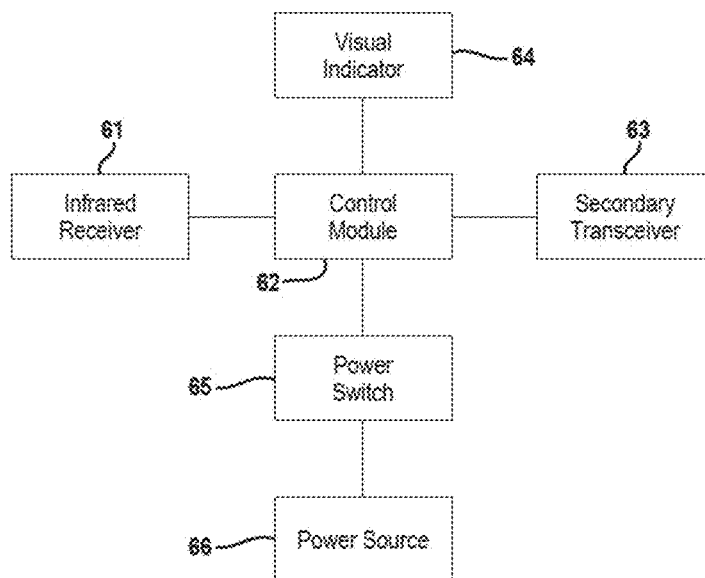 Visual
Indicator
64
61
63
Infrared
Receiver
Control
Module
Secondary
Transceiver
62
65
Power
Switch
66
Power Source